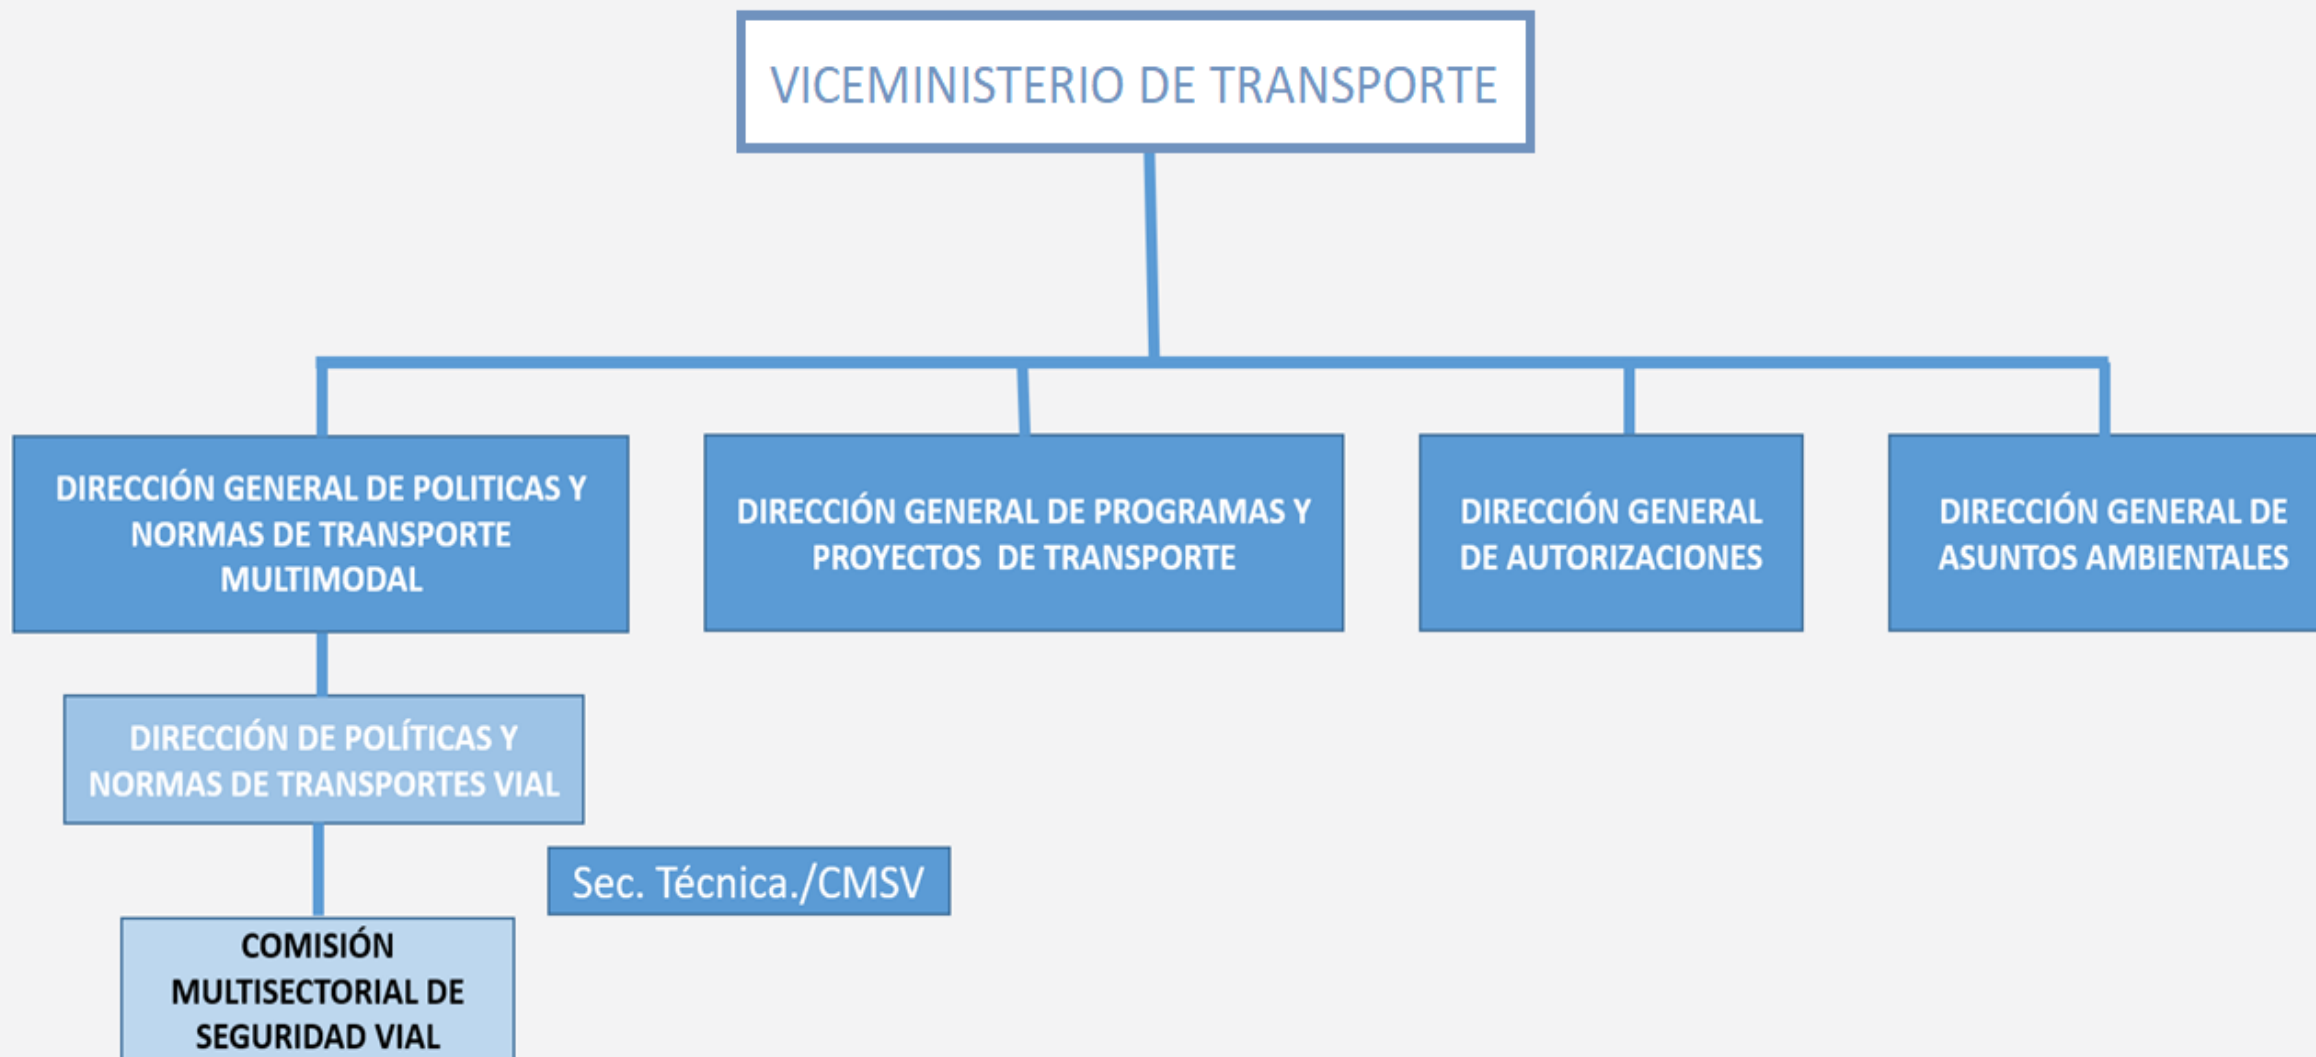 VICEMINISTERIO DE TRANSPORTE
DIRECCIÓN GENERAL DE POLITICAS Y
NORMAS DE TRANSPORTE
MULTIMODAL
DIRECCIÓN GENERAL DE PROGRAMAS Y
PROYECTOS DE TRANSPORTE
DIRECCIÓN GENERAL
DE AUTORIZACIONES
DIRECCIÓN GENERAL DE
ASUNTOS AMBIENTALES
DIRECCIÓN DE POLÍTICAS Y
NORMAS DE TRANSPORTES VIAL
Sec. Técnica./CMSV
COMISIÓN
MULTISECTORIAL DE
SEGURIDAD VIAL